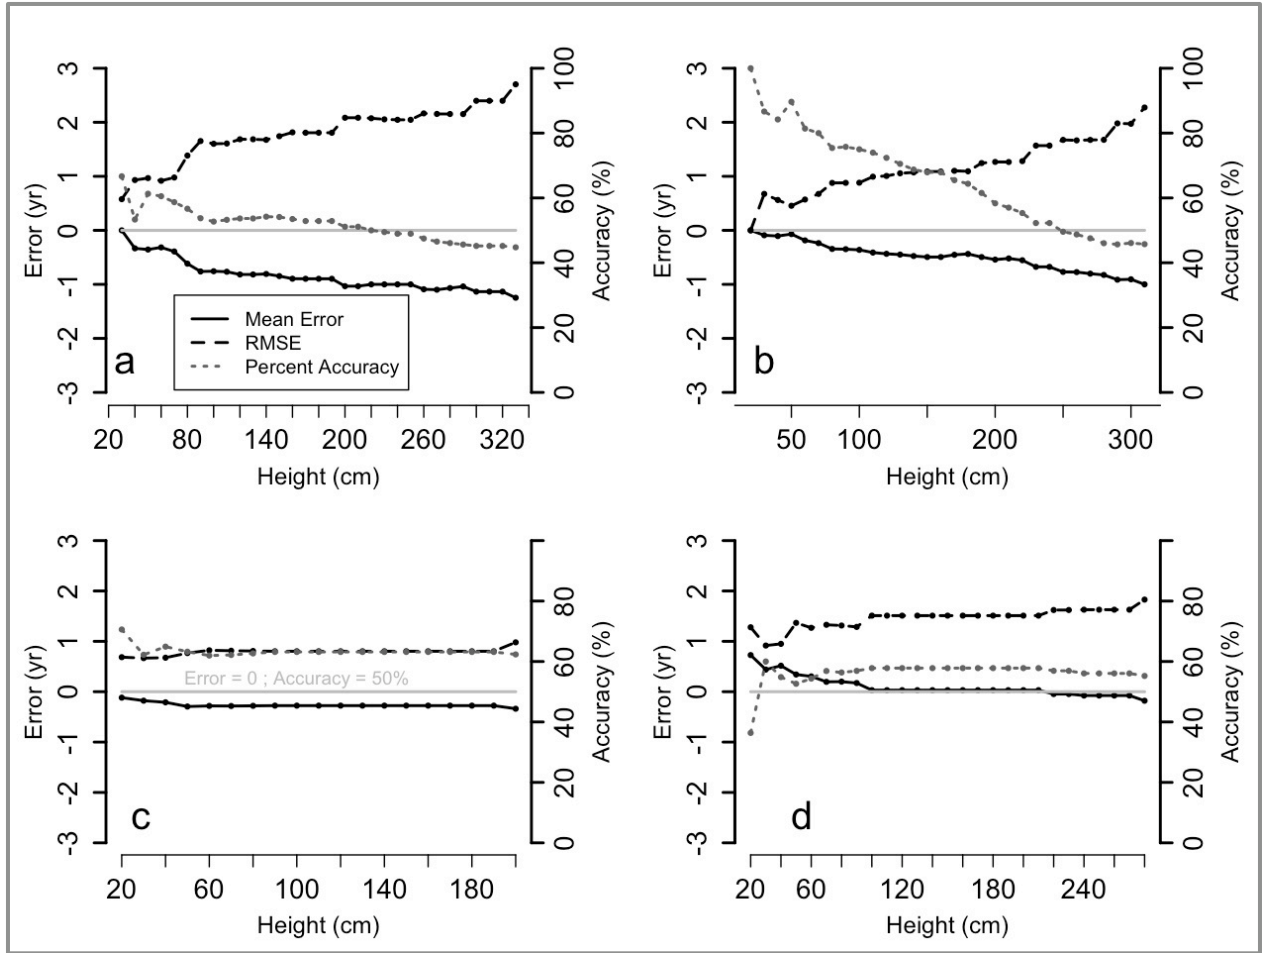 3
2
1
0
-1
-2
-3
Error (yr)
100
80
60
40
20
0
Accuracy (%)
Mean Error
RMSE
Percent Accuracy
a
20 80 140 200 260 320
Height (cm)
3
2
1
0
-1
-2
-3
Error (yr)
100
80
60
40
20
0
Accuracy (%)
b
50 100 200 300
Height (cm)
3
2
1
0
-1
-2
-3
Error (yr)
80
60
40
20
0
Accuracy (%)
Error = 0 ; Accuracy = 50%
c
20 60 100 140 180
Height (cm)
3
2
1
0
-1
-2
-3
Error (yr)
80
60
40
20
0
Accuracy (%)
d
20 60 120 180 240
Height (cm)